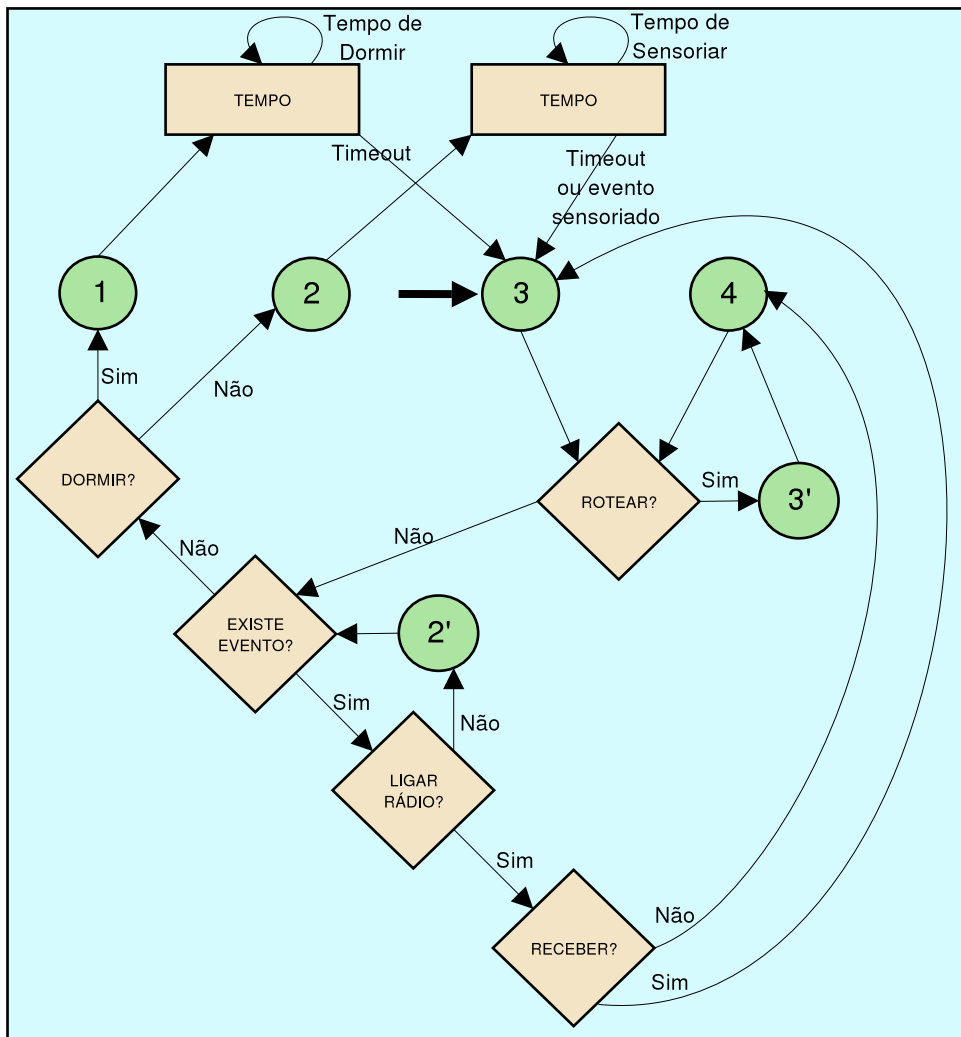 Tempo de
Dormir
Tempo de
Sensoriar
TEMPO
TEMPO
Timeout
Timeout
ou evento
sensoriado
1
2
3
4
Sim
Não
DORMIR?
ROTEAR?
Sim
3'
Não
Não
EXISTE
EVENTO?
2'
Sim
Não
LIGAR
RÁDIO?
Sim
Não
RECEBER?
Sim